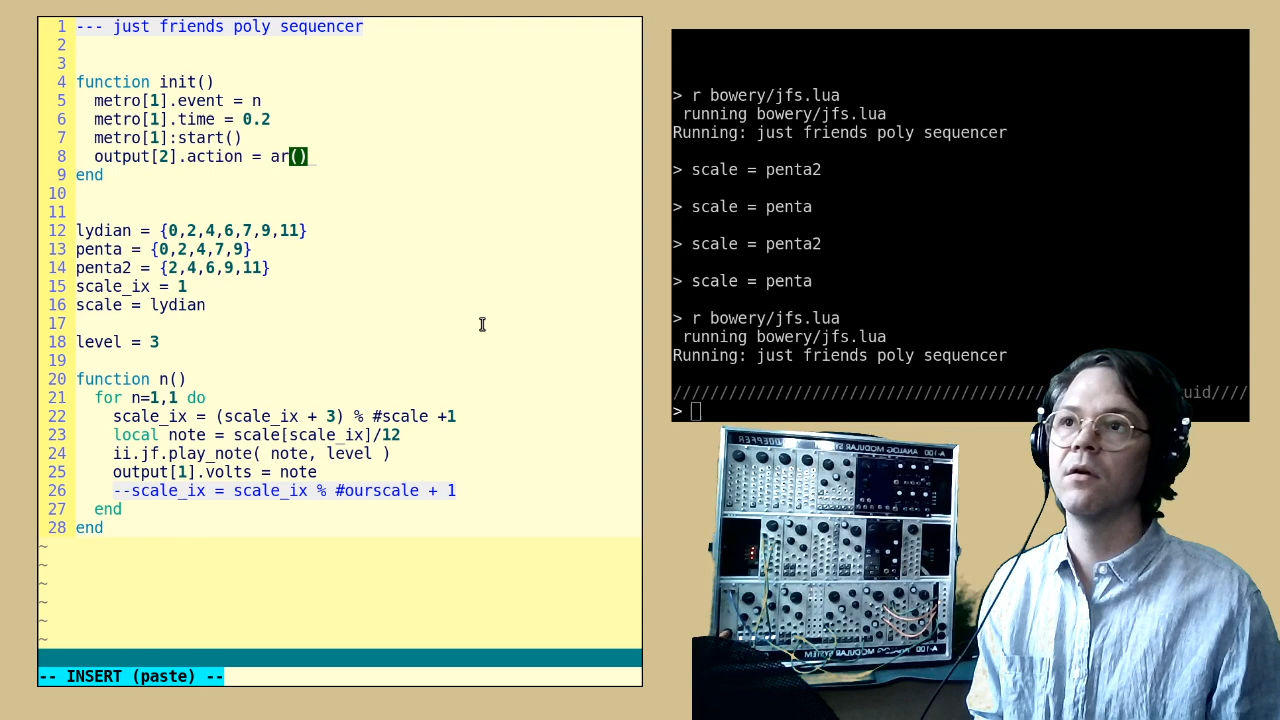 1 --- just friends poly sequencer
2
3
4 function init()
5   metro[1].event = n
6   metro[1].time = 0.2
7   metro[1]:start()
8   output[2].action = ar()_
9 end
10
11
12 lydian = {0,2,4,6,7,9,11}
13 penta = {0,2,4,7,9}
14 penta2 = {2,4,6,9,11}
15 scale_ix = 1
16 scale = lydian
17
18 level = 3
19
20 function n()
21   for n=1,1 do
22     scale_ix = (scale_ix + 3) % #scale +1
23     local note = scale[scale_ix]/12
24     ii.jf.play_note( note, level )
25     output[1].volts = note
26     --scale_ix = scale_ix % #ourscale + 1
27   end
28 end
~
~
~
~
~
~
-- INSERT (paste) --
> r bowery/jfs.lua
 running bowery/jfs.lua
Running: just friends poly sequencer
> scale = penta2
> scale = penta
> scale = penta2
> scale = penta
> r bowery/jfs.lua
 running bowery/jfs.lua
Running: just friends poly sequencer
///////////////////////////////////////uid////
>
DOEPFER ANALOG MODULAR SYSTEM A-100
ANALOG MODULAR SYSTEM A-100